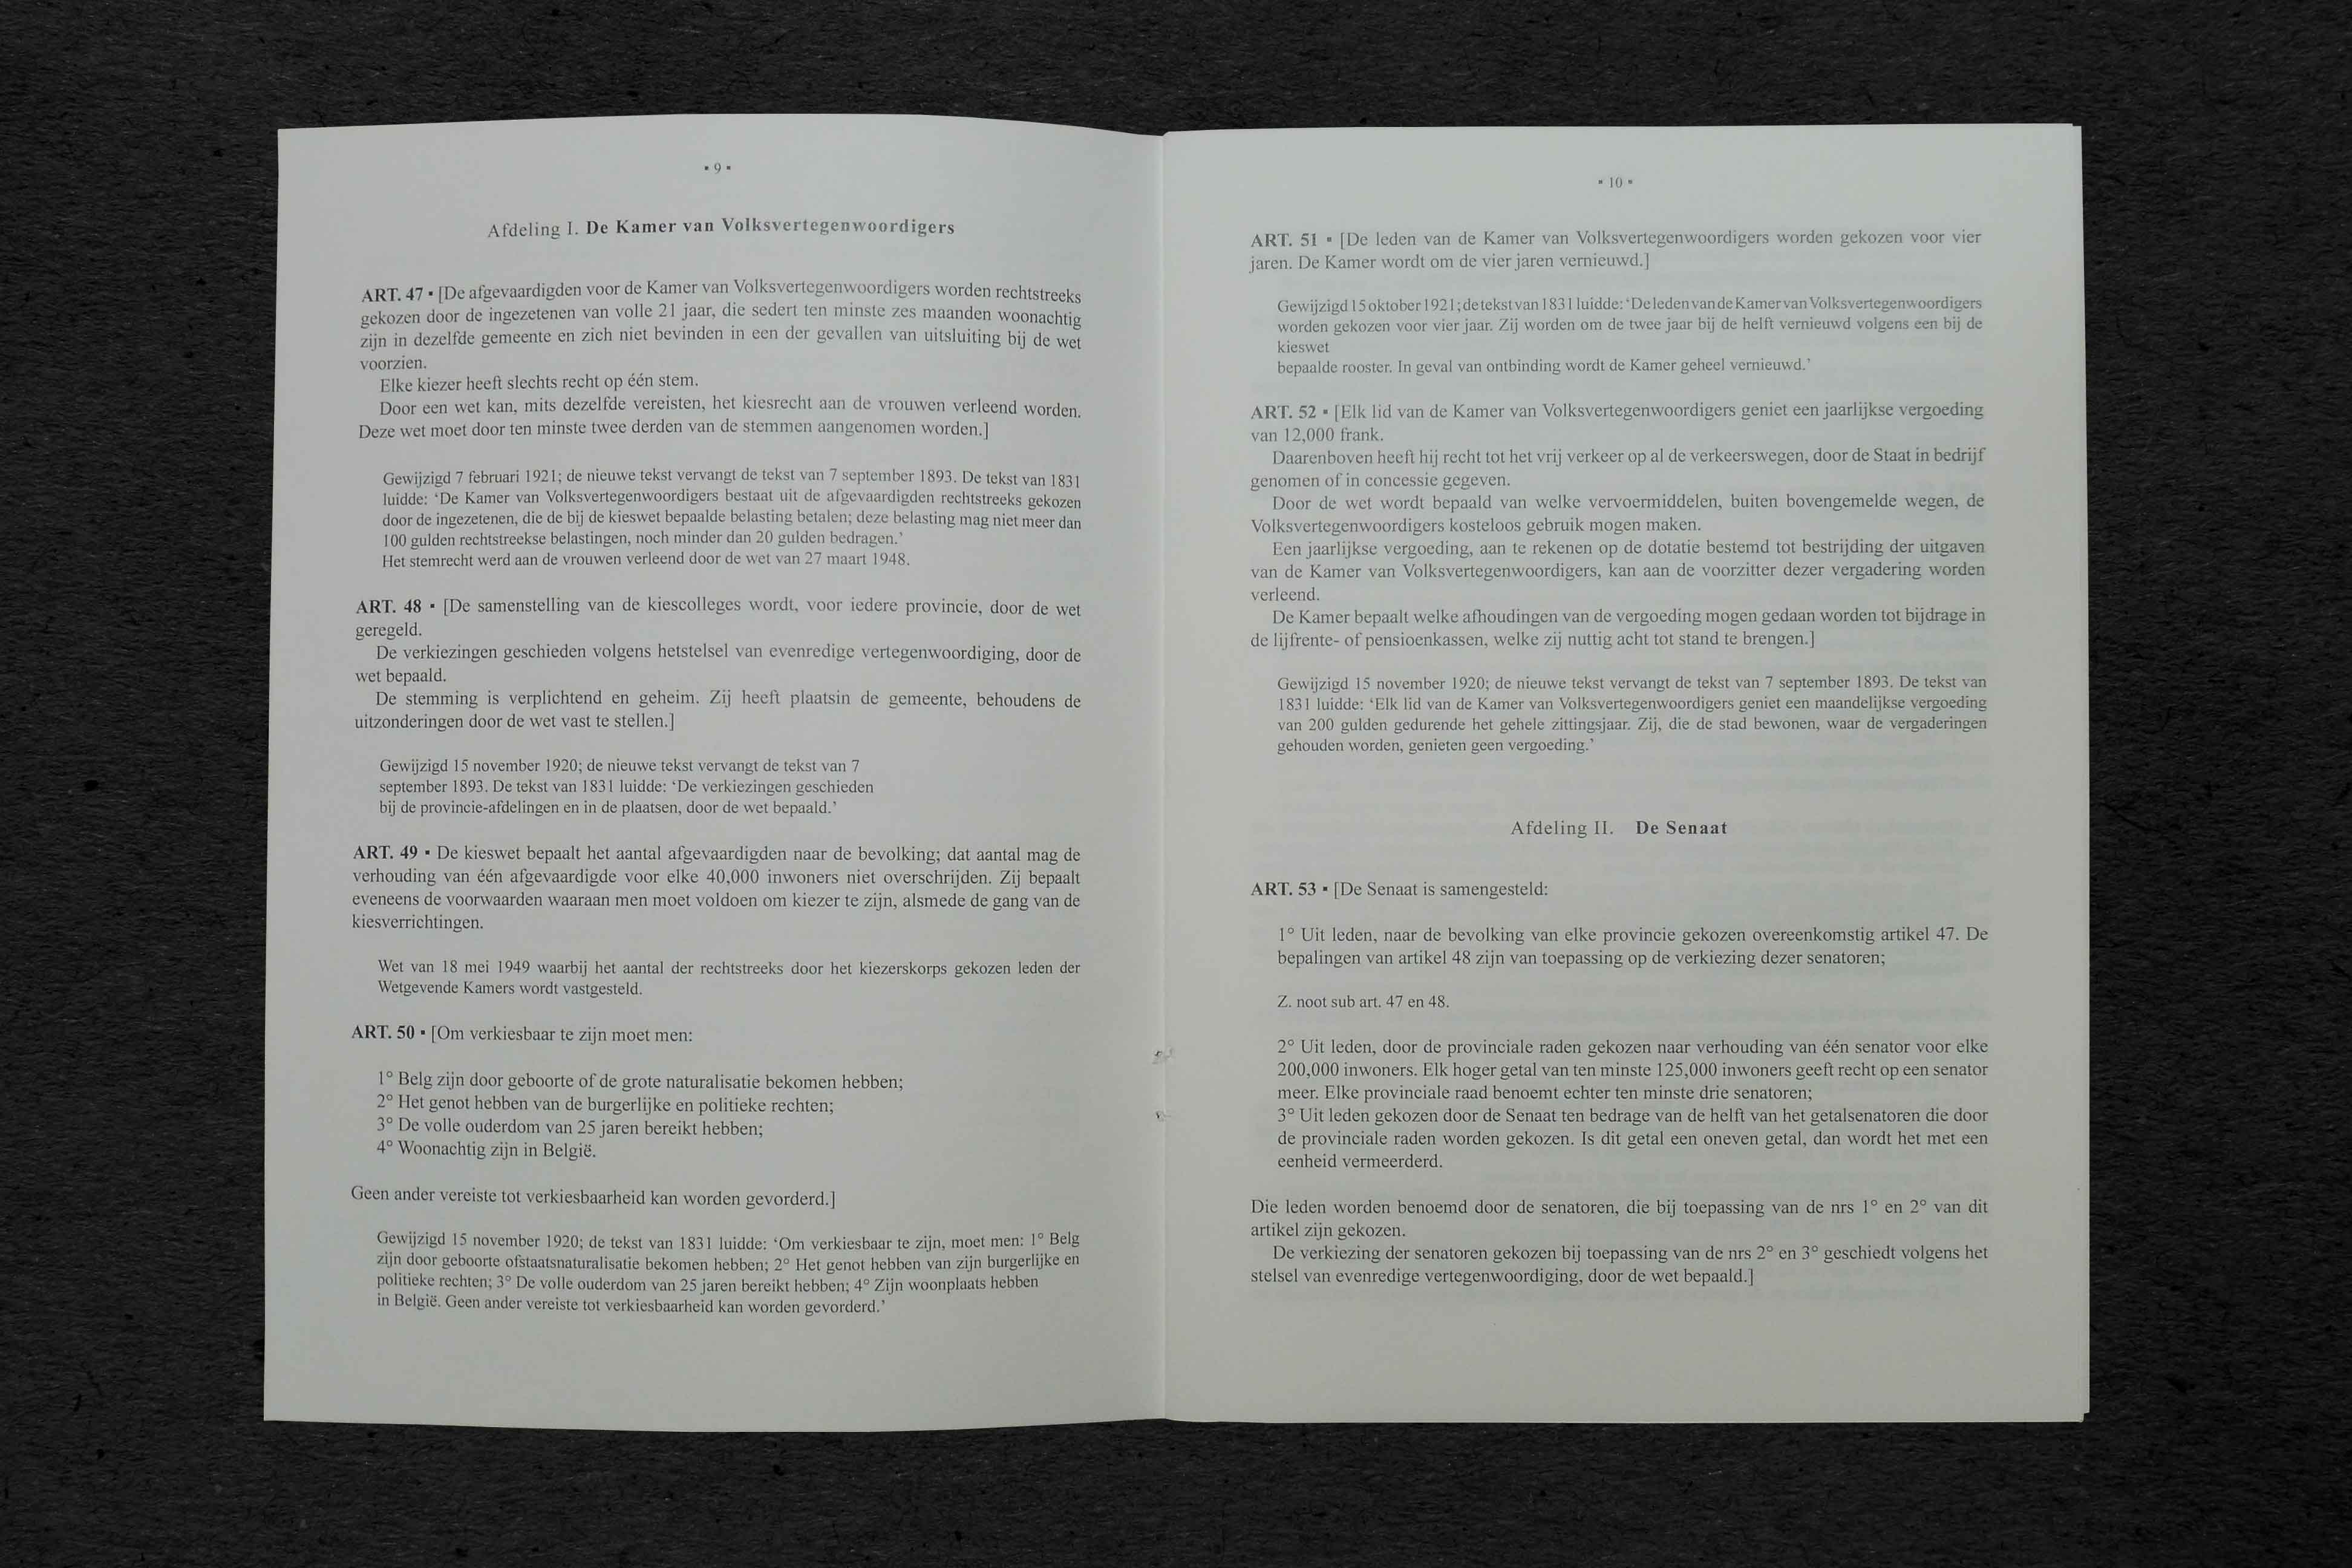 ▪ 9 ▪
Afdeling I. De Kamer van Volksvertegenwoordigers
ART. 47 ▪ [De afgevaardigden voor de Kamer van Volksvertegenwoordigers worden rechtstreeks
gekozen door de ingezetenen van volle 21 jaar, die sedert ten minste zes maanden woonachtig
zijn in dezelfde gemeente en zich niet bevinden in een der gevallen van uitsluiting bij de wet
voorzien.
Elke kiezer heeft slechts recht op één stem.
Door een wet kan, mits dezelfde vereisten, het kiesrecht aan de vrouwen verleend worden.
Deze wet moet door ten minste twee derden van de stemmen aangenomen worden.]
Gewijzigd 7 februari 1921; de nieuwe tekst vervangt de tekst van 7 september 1893. De tekst van 1831
luidde: ‘De Kamer van Volksvertegenwoordigers bestaat uit de afgevaardigden rechtstreeks gekozen
door de ingezetenen, die de bij de kieswet bepaalde belasting betalen; deze belasting mag niet meer dan
100 gulden rechtstreekse belastingen, noch minder dan 20 gulden bedragen.’
Het stemrecht werd aan de vrouwen verleend door de wet van 27 maart 1948.
ART. 48 ▪ [De samenstelling van de kiescolleges wordt, voor iedere provincie, door de wet
geregeld.
De verkiezingen geschieden volgens hetstelsel van evenredige vertegenwoordiging, door de
wet bepaald.
De stemming is verplichtend en geheim. Zij heeft plaatsin de gemeente, behoudens de
uitzonderingen door de wet vast te stellen.]
Gewijzigd 15 november 1920; de nieuwe tekst vervangt de tekst van 7
september 1893. De tekst van 1831 luidde: ‘De verkiezingen geschieden
bij de provincie-afdelingen en in de plaatsen, door de wet bepaald.’
ART. 49 ▪ De kieswet bepaalt het aantal afgevaardigden naar de bevolking; dat aantal mag de
verhouding van één afgevaardigde voor elke 40,000 inwoners niet overschrijden. Zij bepaalt
eveneens de voorwaarden waaraan men moet voldoen om kiezer te zijn, alsmede de gang van de
kiesverrichtingen.
Wet van 18 mei 1949 waarbij het aantal der rechtstreeks door het kiezerskorps gekozen leden der
Wetgevende Kamers wordt vastgesteld.
ART. 50 ▪ [Om verkiesbaar te zijn moet men:
1° Belg zijn door geboorte of de grote naturalisatie bekomen hebben;
2° Het genot hebben van de burgerlijke en politieke rechten;
3° De volle ouderdom van 25 jaren bereikt hebben;
4° Woonachtig zijn in België.
Geen ander vereiste tot verkiesbaarheid kan worden gevorderd.]
Gewijzigd 15 november 1920; de tekst van 1831 luidde: ‘Om verkiesbaar te zijn, moet men: 1° Belg
zijn door geboorte ofstaatsnaturalisatie bekomen hebben; 2° Het genot hebben van zijn burgerlijke en
politieke rechten; 3° De volle ouderdom van 25 jaren bereikt hebben; 4° Zijn woonplaats hebben
in België. Geen ander vereiste tot verkiesbaarheid kan worden gevorderd.’
▪ 10 ▪
ART. 51 ▪ [De leden van de Kamer van Volksvertegenwoordigers worden gekozen voor vier
jaren. De Kamer wordt om de vier jaren vernieuwd.]
Gewijzigd 15 oktober 1921; de tekst van 1831 luidde: ‘De leden van de Kamer van Volksvertegenwoordigers
worden gekozen voor vier jaar. Zij worden om de twee jaar bij de helft vernieuwd volgens een bij de
kieswet
bepaalde rooster. In geval van ontbinding wordt de Kamer geheel vernieuwd.’
ART. 52 ▪ [Elk lid van de Kamer van Volksvertegenwoordigers geniet een jaarlijkse vergoeding
van 12,000 frank.
Daarenboven heeft hij recht tot het vrij verkeer op al de verkeerswegen, door de Staat in bedrijf
genomen of in concessie gegeven.
Door de wet wordt bepaald van welke vervoermiddelen, buiten bovengemelde wegen, de
Volksvertegenwoordigers kosteloos gebruik mogen maken.
Een jaarlijkse vergoeding, aan te rekenen op de dotatie bestemd tot bestrijding der uitgaven
van de Kamer van Volksvertegenwoordigers, kan aan de voorzitter dezer vergadering worden
verleend.
De Kamer bepaalt welke afhoudingen van de vergoeding mogen gedaan worden tot bijdrage in
de lijfrente- of pensioenkassen, welke zij nuttig acht tot stand te brengen.]
Gewijzigd 15 november 1920; de nieuwe tekst vervangt de tekst van 7 september 1893. De tekst van
1831 luidde: ‘Elk lid van de Kamer van Volksvertegenwoordigers geniet een maandelijkse vergoeding
van 200 gulden gedurende het gehele zittingsjaar. Zij, die de stad bewonen, waar de vergaderingen
gehouden worden, genieten geen vergoeding.’
Afdeling II. De Senaat
ART. 53 ▪ [De Senaat is samengesteld:
1° Uit leden, naar de bevolking van elke provincie gekozen overeenkomstig artikel 47. De
bepalingen van artikel 48 zijn van toepassing op de verkiezing dezer senatoren;
Z. noot sub art. 47 en 48.
2° Uit leden, door de provinciale raden gekozen naar verhouding van één senator voor elke
200,000 inwoners. Elk hoger getal van ten minste 125,000 inwoners geeft recht op een senator
meer. Elke provinciale raad benoemt echter ten minste drie senatoren;
3° Uit leden gekozen door de Senaat ten bedrage van de helft van het getalsenatoren die door
de provinciale raden worden gekozen. Is dit getal een oneven getal, dan wordt het met een
eenheid vermeerderd.
Die leden worden benoemd door de senatoren, die bij toepassing van de nrs 1° en 2° van dit
artikel zijn gekozen.
De verkiezing der senatoren gekozen bij toepassing van de nrs 2° en 3° geschiedt volgens het
stelsel van evenredige vertegenwoordiging, door de wet bepaald.]